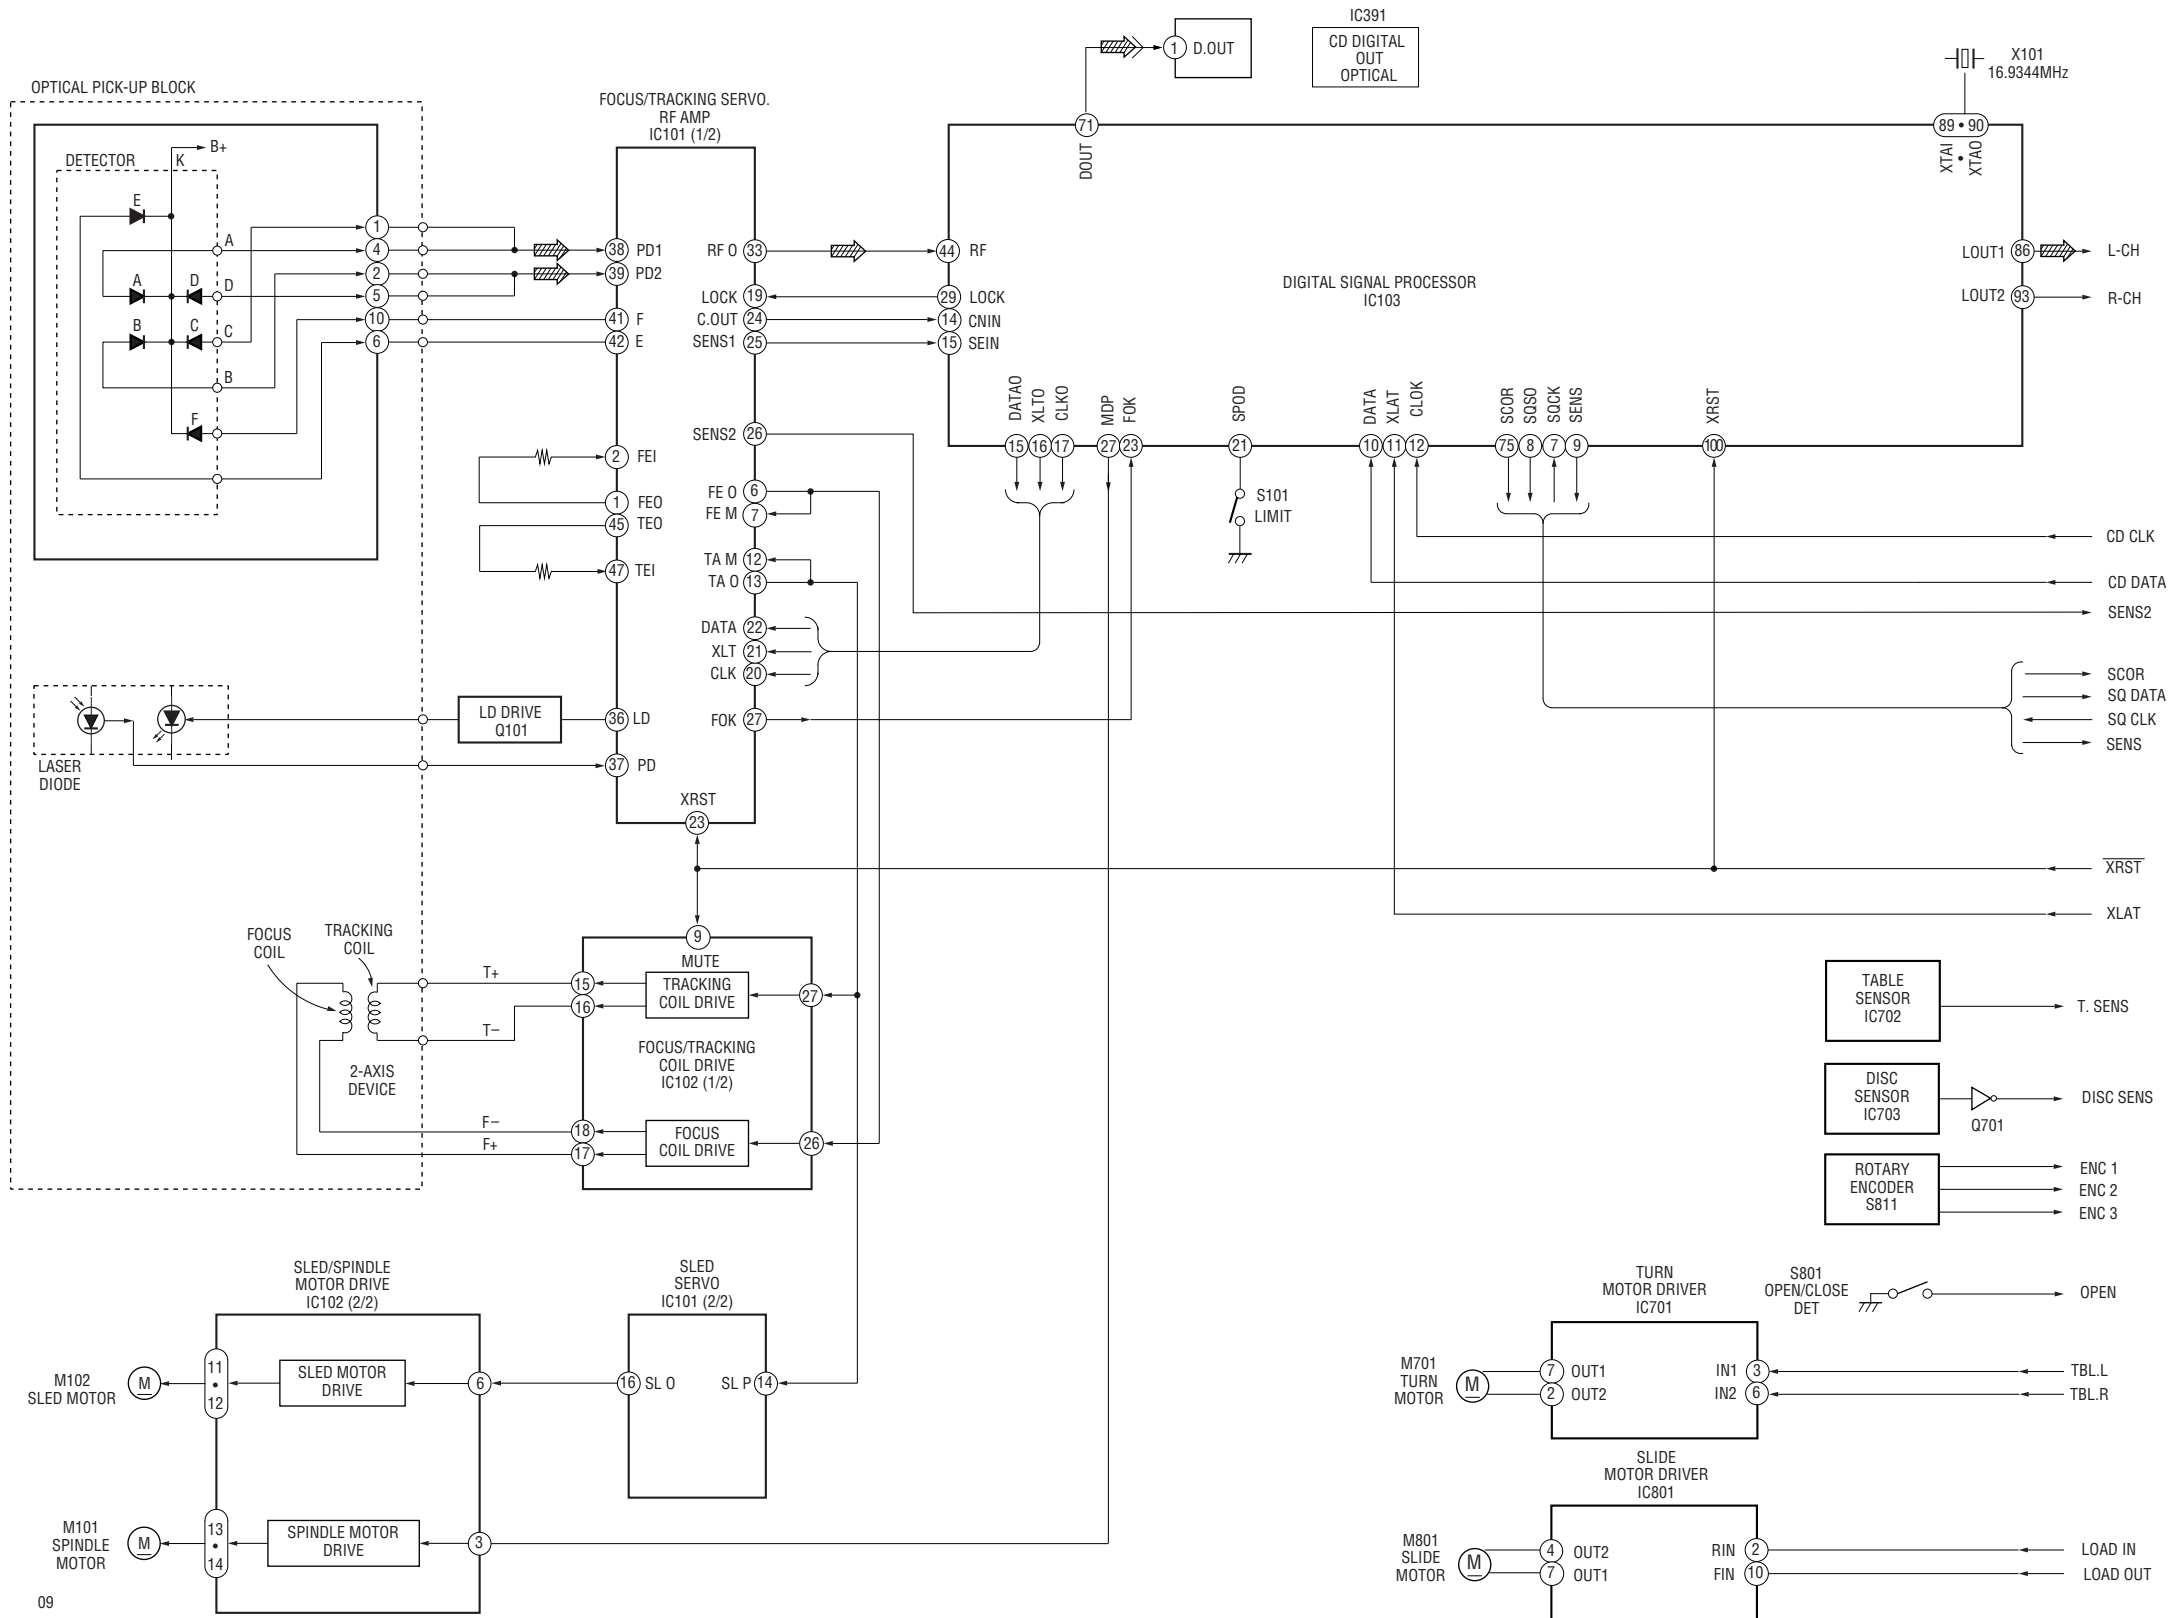 IC391
CD DIGITAL
OUT
OPTICAL
1 D.OUT
X101
16.9344MHz
OPTICAL PICK-UP BLOCK
FOCUS/TRACKING SERVO.
RF AMP
IC101 (1/2)
71
DOUT
89 • 90
XTAI • XTAO
DETECTOR
K
B+
E
A
A
D
D
B
C
C
B
F
1
4
2
5
10
6
38 PD1
39 PD2
41 F
42 E
2 FEI
1 FEO
45 TEO
47 TEI
36 LD
37 PD
RF O 33
LOCK 19
C.OUT 24
SENS1 25
SENS2 26
FE O 6
FE M 7
TA M 12
TA O 13
DATA 22
XLT 21
CLK 20
FOK 27
XRST
23
44 RF
29 LOCK
14 CNIN
15 SEIN
DIGITAL SIGNAL PROCESSOR
IC103
LOUT1 86
L-CH
LOUT2 93
R-CH
DATAO
XLTO
CLKO
MDP
FOK
SPOD
DATA
XLAT
CLOK
SCOR
SQSO
SQCK
SENS
XRST
15 16 17 27 23 21 10 11 12 75 8 7 9 100
S101
LIMIT
CD CLK
CD DATA
SENS2
SCOR
SQ DATA
SQ CLK
SENS
XRST
XLAT
LASER
DIODE
LD DRIVE
Q101
FOCUS
COIL
TRACKING
COIL
2-AXIS
DEVICE
T+
T–
F–
F+
9
MUTE
15
16
18
17
TRACKING
COIL DRIVE
27
FOCUS/TRACKING
COIL DRIVE
IC102 (1/2)
FOCUS
COIL DRIVE
26
TABLE
SENSOR
IC702
T. SENS
DISC
SENSOR
IC703
Q701
DISC SENS
ROTARY
ENCODER
S811
ENC 1
ENC 2
ENC 3
SLED/SPINDLE
MOTOR DRIVE
IC102 (2/2)
SLED
SERVO
IC101 (2/2)
M102
SLED MOTOR
M
11
•
12
SLED MOTOR
DRIVE
6
16 SL O
SL P 14
M101
SPINDLE
MOTOR
M
13
•
14
SPINDLE MOTOR
DRIVE
3
TURN
MOTOR DRIVER
IC701
S801
OPEN/CLOSE
DET
OPEN
M701
TURN
MOTOR
M
7 OUT1
2 OUT2
IN1 3
IN2 6
TBL.L
TBL.R
SLIDE
MOTOR DRIVER
IC801
M801
SLIDE
MOTOR
M
4 OUT2
7 OUT1
RIN 2
FIN 10
LOAD IN
LOAD OUT
09